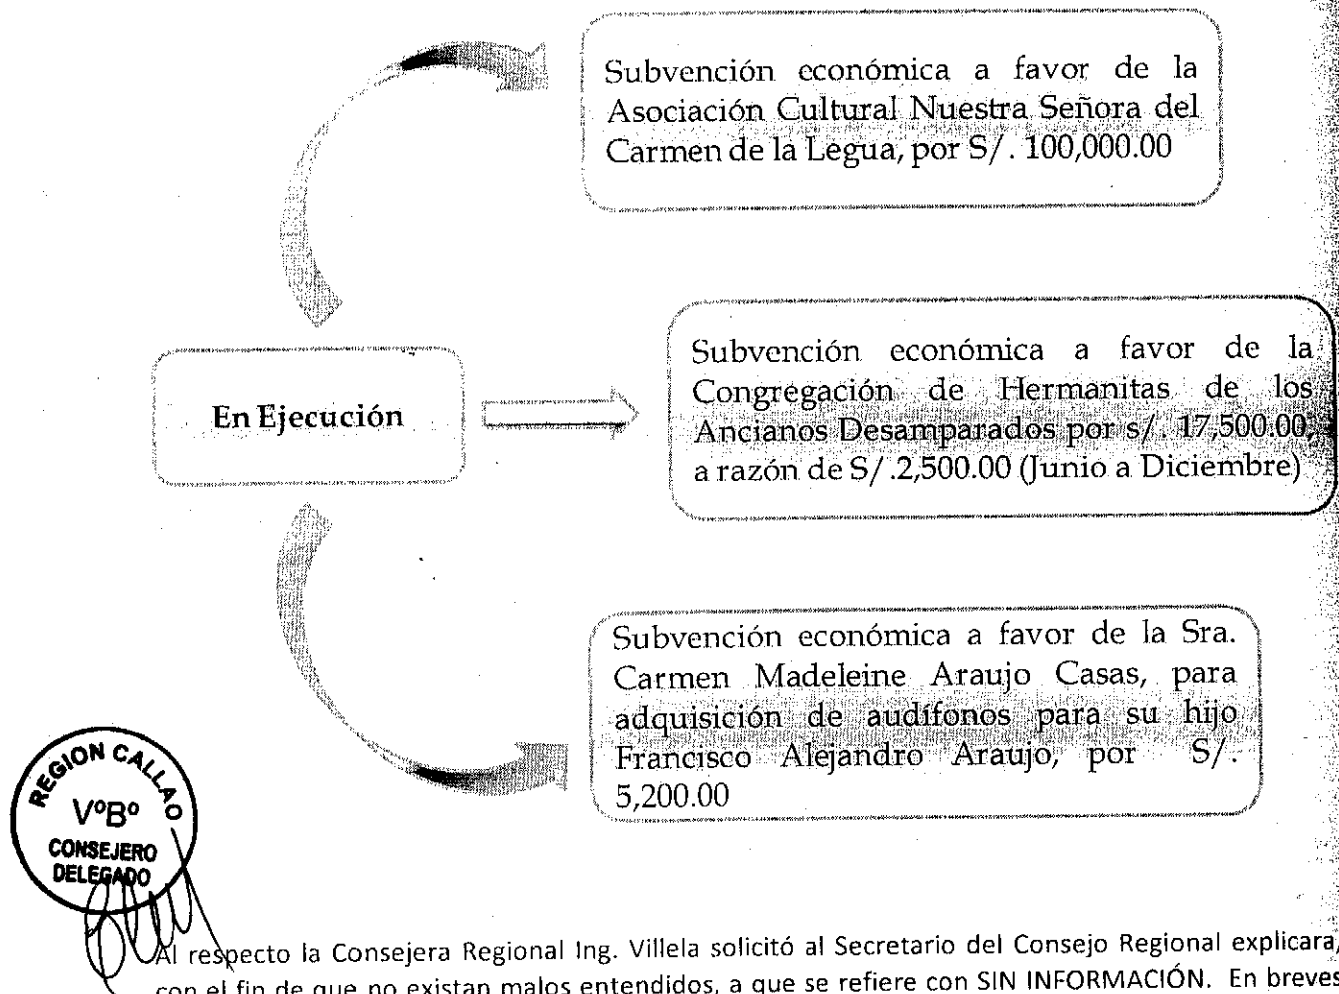 Subvención económica a favor de la
Asociación Cultural Nuestra Señora del
Carmen de la Legua, por S/. 100,000.00
En Ejecución
Subvención económica a favor de la
Congregación de Hermanitas de los
Ancianos Desamparados por s/. 17,500.00,
a razón de S/.2,500.00 (Junio a Diciembre)
Subvención económica a favor de la Sra.
Carmen Madeleine Araujo Casas, para
adquisición de audífonos para su hijo
Francisco Alejandro Araujo, por S/.
5,200.00
REGION CALLAO
VºBº
CONSEJERO
DELEGADO
Al respecto la Consejera Regional Ing. Villela solicitó al Secretario del Consejo Regional explicara,
con el fin de que no existan malos entendidos, a que se refiere con SIN INFORMACIÓN. En breves